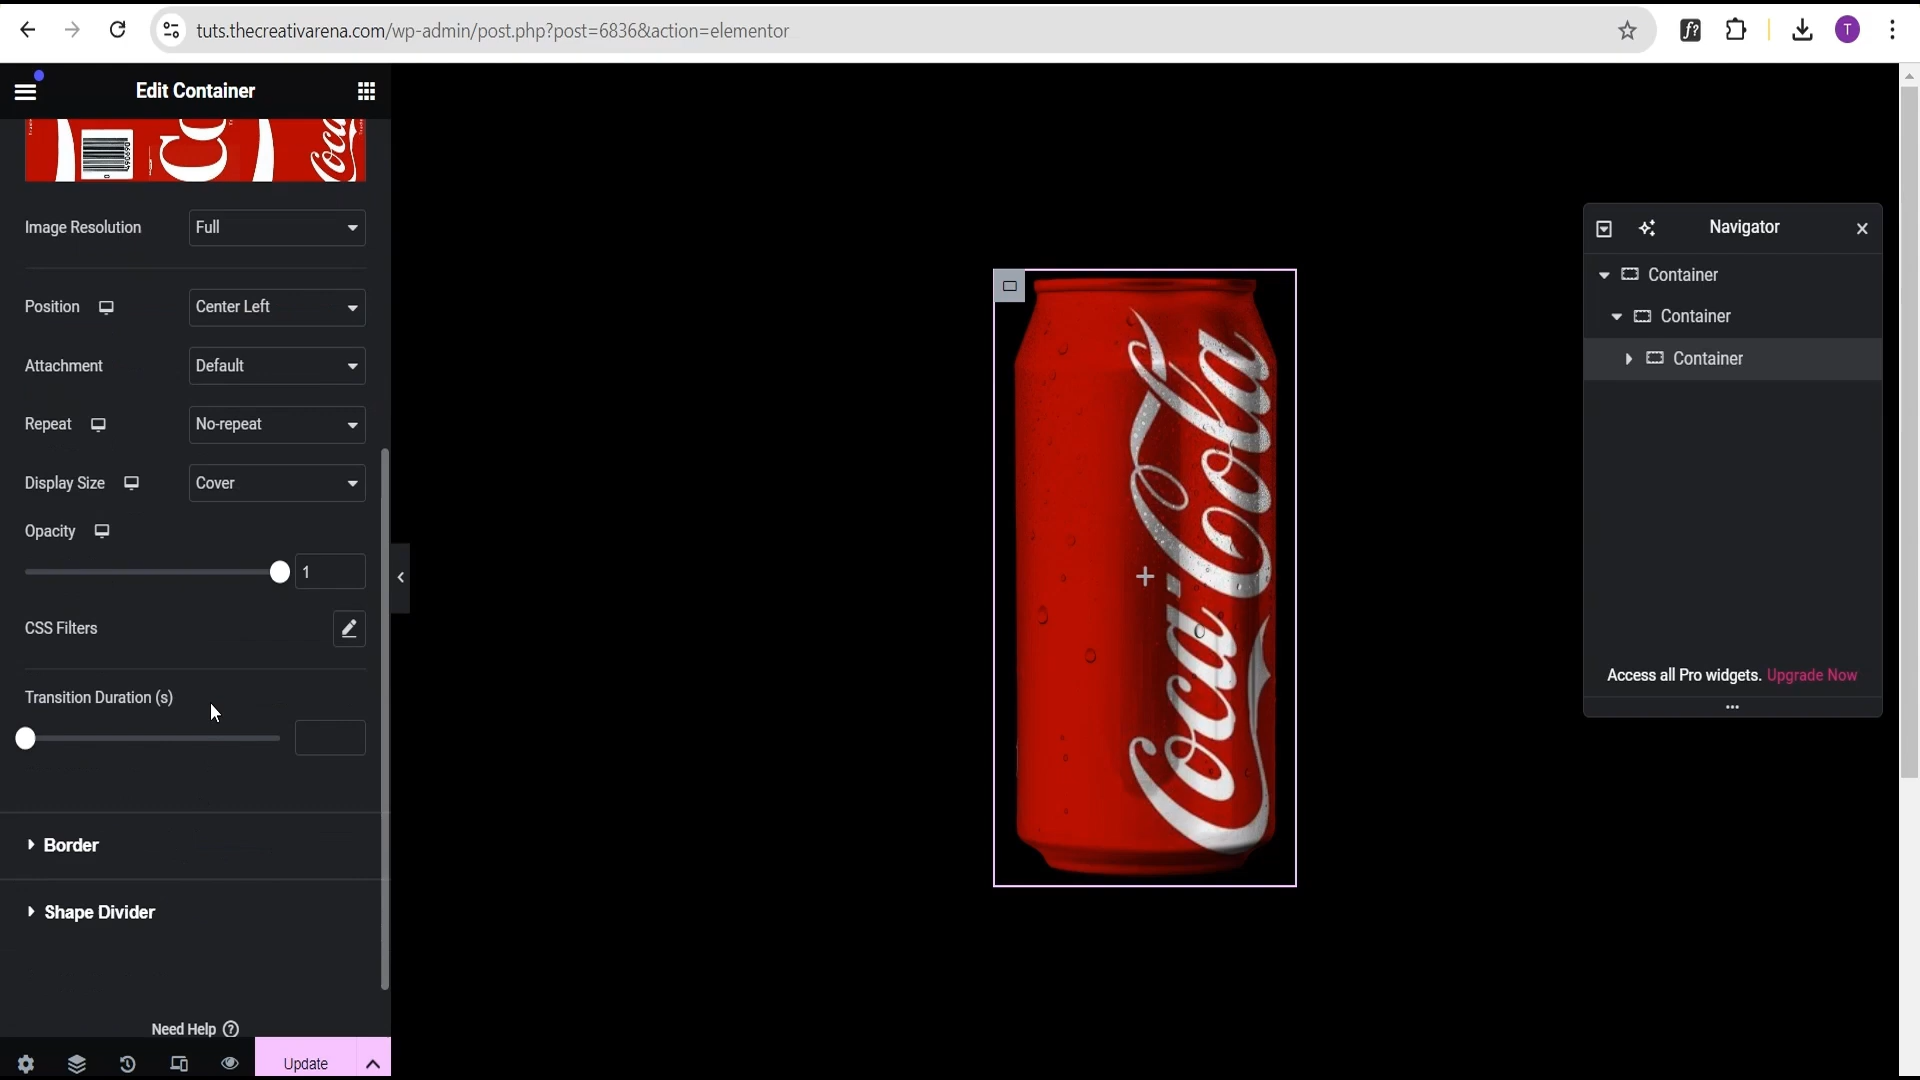 tuts.thecreativarena.com/wp-admin/post.php?post=6836&action=elementor
T
Edit Container
Image Resolution
Full
Position
Center Left
Attachment
Default
Repeat
No-repeat
Display Size
Cover
Opacity
1
CSS Filters
Transition Duration (s)
Border
Shape Divider
Need Help
Update
Coca-Cola
Navigator
Container
Container
Container
Access all Pro widgets. Upgrade Now